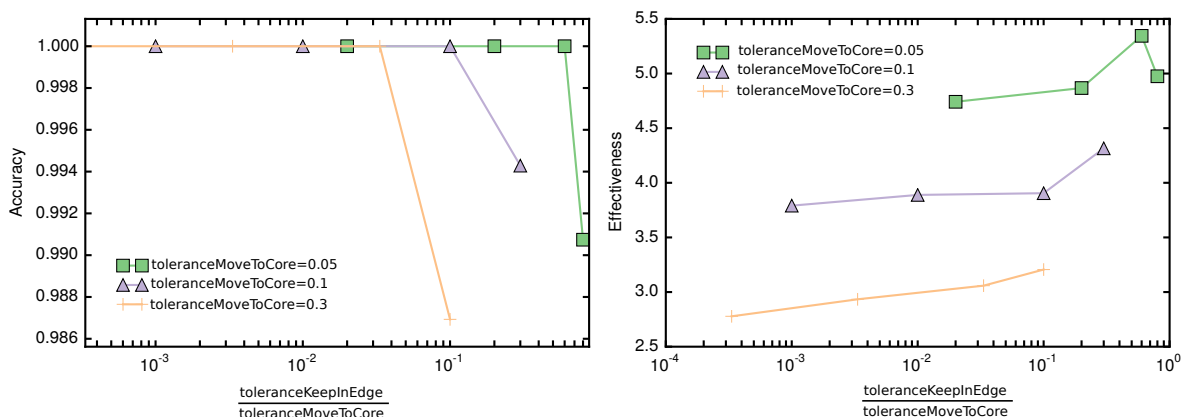 1.000
0.998
0.996
0.994
0.992
0.990
0.988
0.986
Accuracy
toleranceMoveToCore=0.05
toleranceMoveToCore=0.1
toleranceMoveToCore=0.3
10^-3
10^-2
10^-1
toleranceKeepInEdge
toleranceMoveToCore
5.5
5.0
4.5
4.0
3.5
3.0
2.5
Effectiveness
toleranceMoveToCore=0.05
toleranceMoveToCore=0.1
toleranceMoveToCore=0.3
10^-4
10^-3
10^-2
10^-1
10^0
toleranceKeepInEdge
toleranceMoveToCore